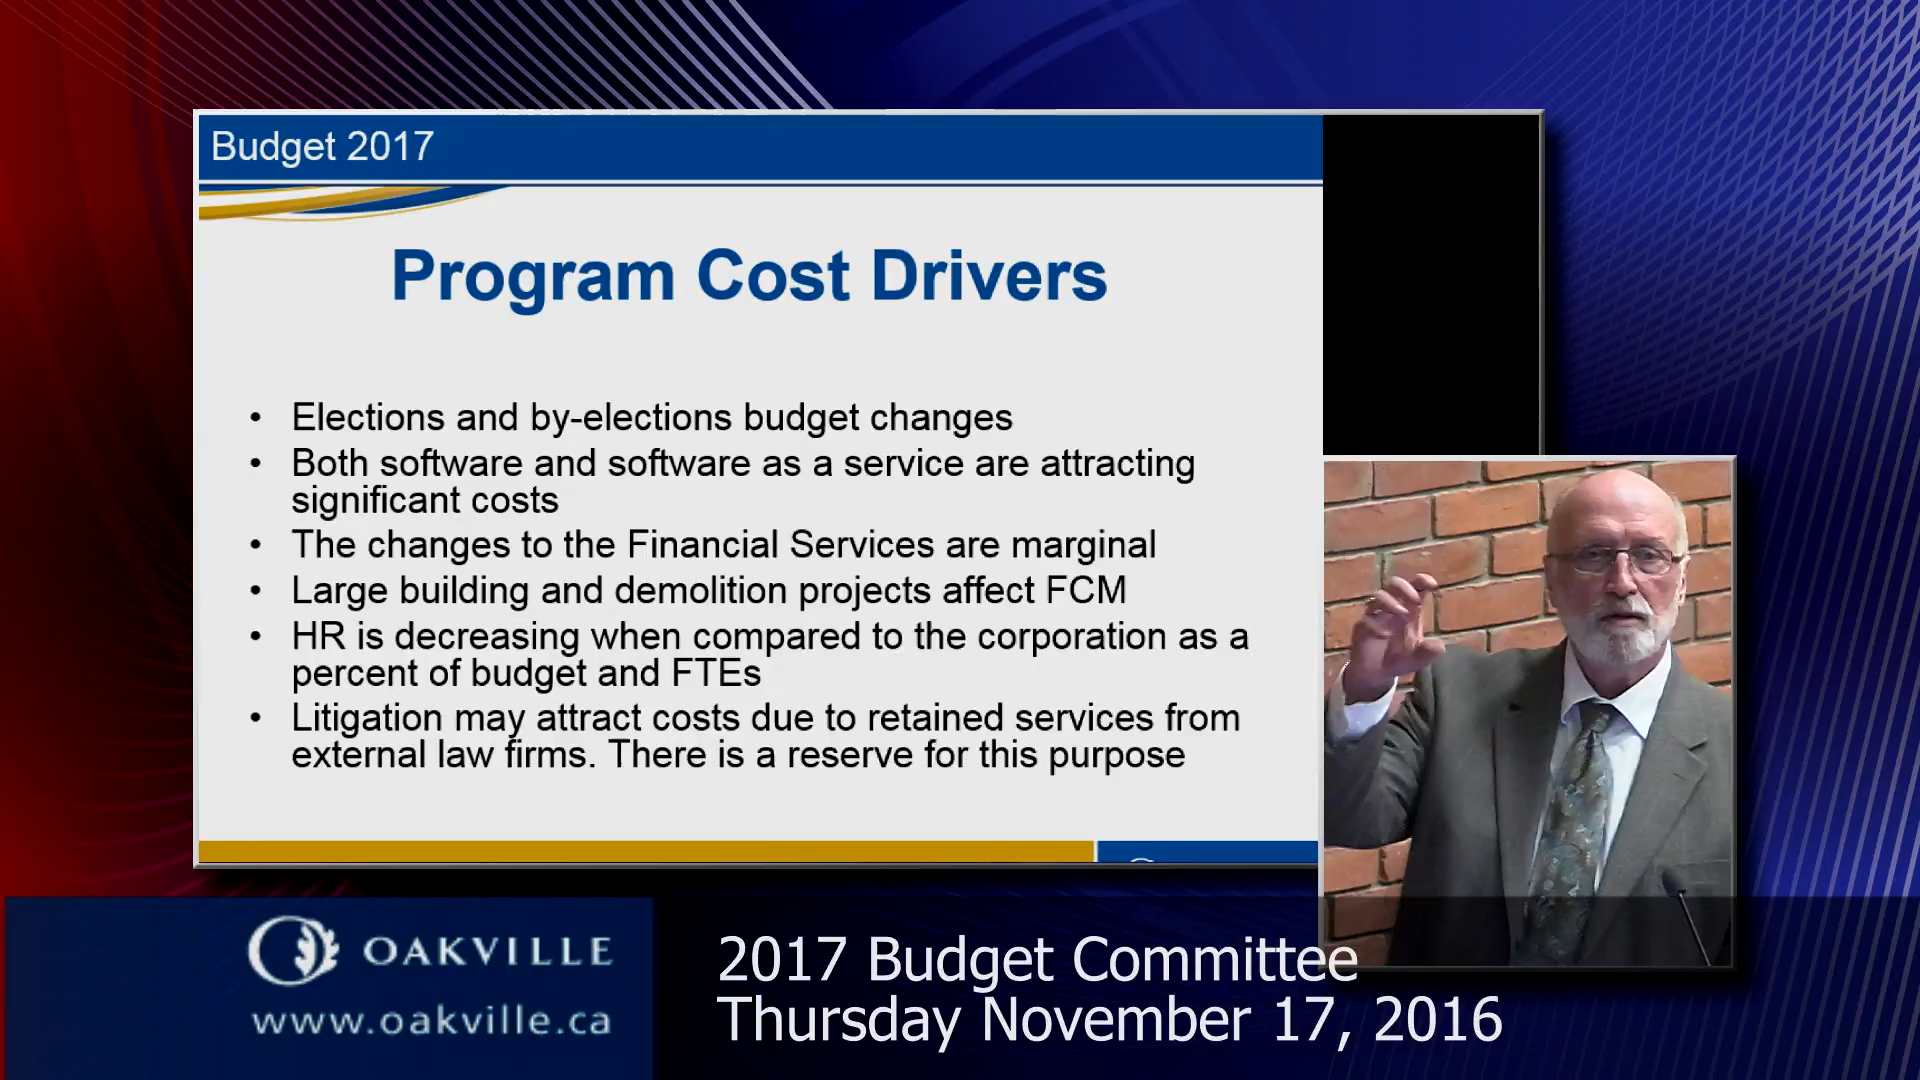 Budget 2017
Program Cost Drivers
• Elections and by-elections budget changes
• Both software and software as a service are attracting
significant costs
• The changes to the Financial Services are marginal
• Large building and demolition projects affect FCM
• HR is decreasing when compared to the corporation as a
percent of budget and FTEs
• Litigation may attract costs due to retained services from
external law firms. There is a reserve for this purpose
OAKVILLE
www.oakville.ca
2017 Budget Committee
Thursday November 17, 2016